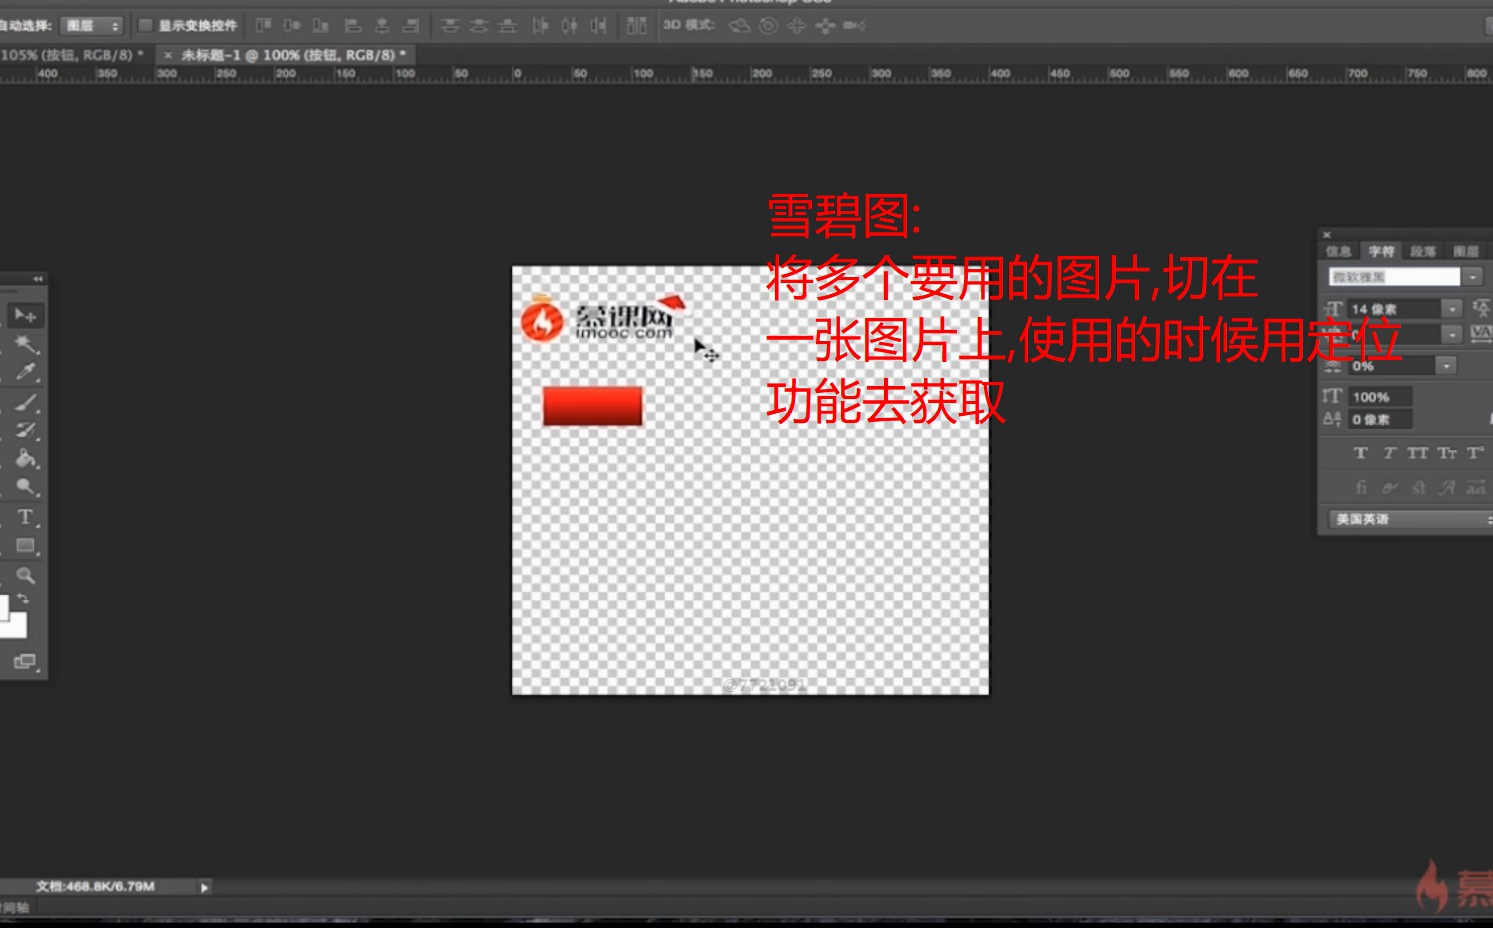 自动选择: 图层 显示变换控件 3D 模式:
105% (按钮, RGB/8) * × 未标题-1 @ 100% (按钮, RGB/8) *
400 350 300 250 200 150 100 50 0 50 100 150 200 250 300 350 400 450 500 550 600 650 700 750 800
雪碧图:
将多个要用的图片,切在
一张图片上,使用的时候用定位
功能去获取
慕课网
imooc.com
信息 字符 段落 图层
微软雅黑
14 像素
0%
100%
0 像素
T T TT Tr T¹
fi st A aa
美国英语
@7721091
文档:468.8K/6.79M
时间轴
慕